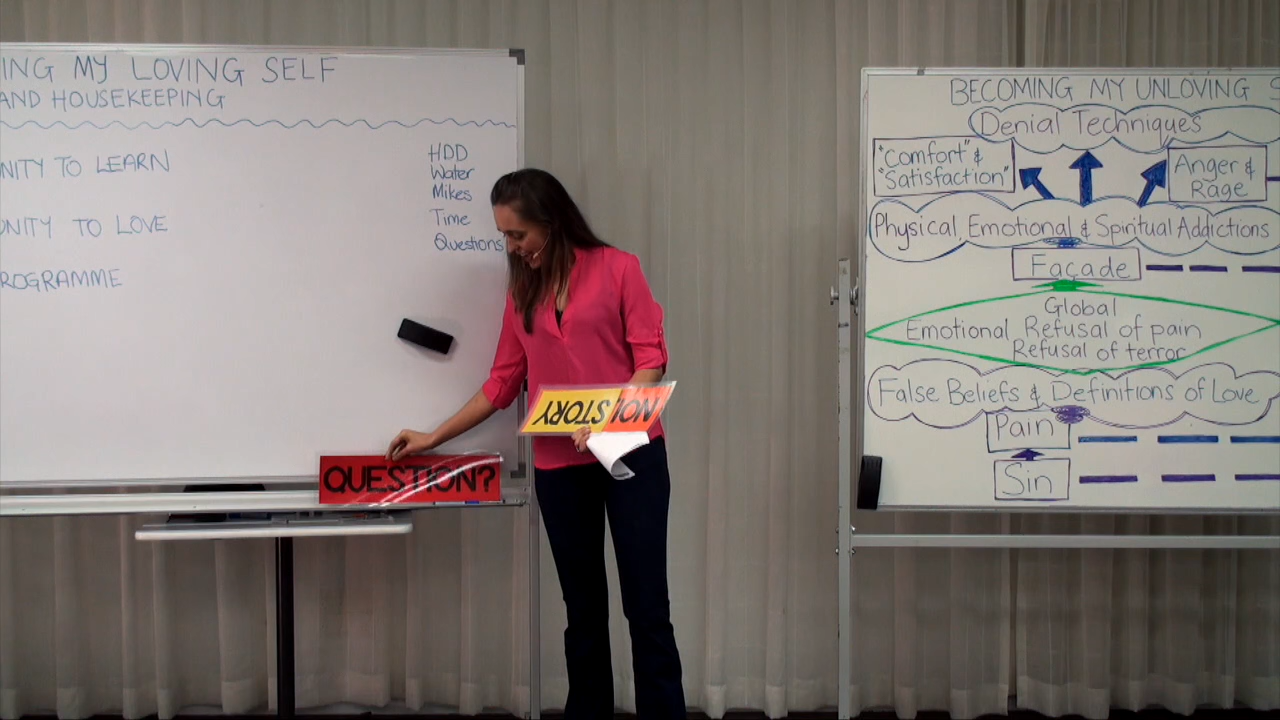 ING MY LOVING SELF
AND HOUSEKEEPING
NITY TO LEARN
UNITY TO LOVE
ROGRAMME
HDD
Water
Mikes
Time
Questions
QUESTION?
NO! STORY
BECOMING MY UNLOVING S
Denial Techniques
"Comfort" &
"Satisfaction"
Anger &
Rage
Physical, Emotional & Spiritual Addictions
Façade
Global
Emotional Refusal of pain
Refusal of terror
False Beliefs & Definitions of Love
Pain
Sin